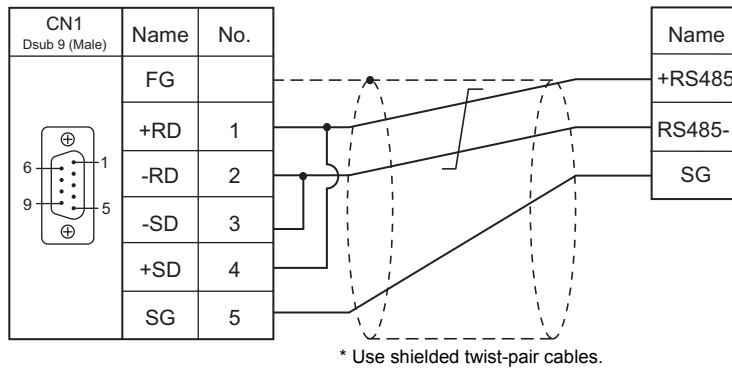 CN1
Dsub 9 (Male)
Name No.
Name
FG
+RS485
+RD 1
RS485-
-RD 2
SG
-SD 3
+SD 4
SG 5
6
1
9
5
* Use shielded twist-pair cables.